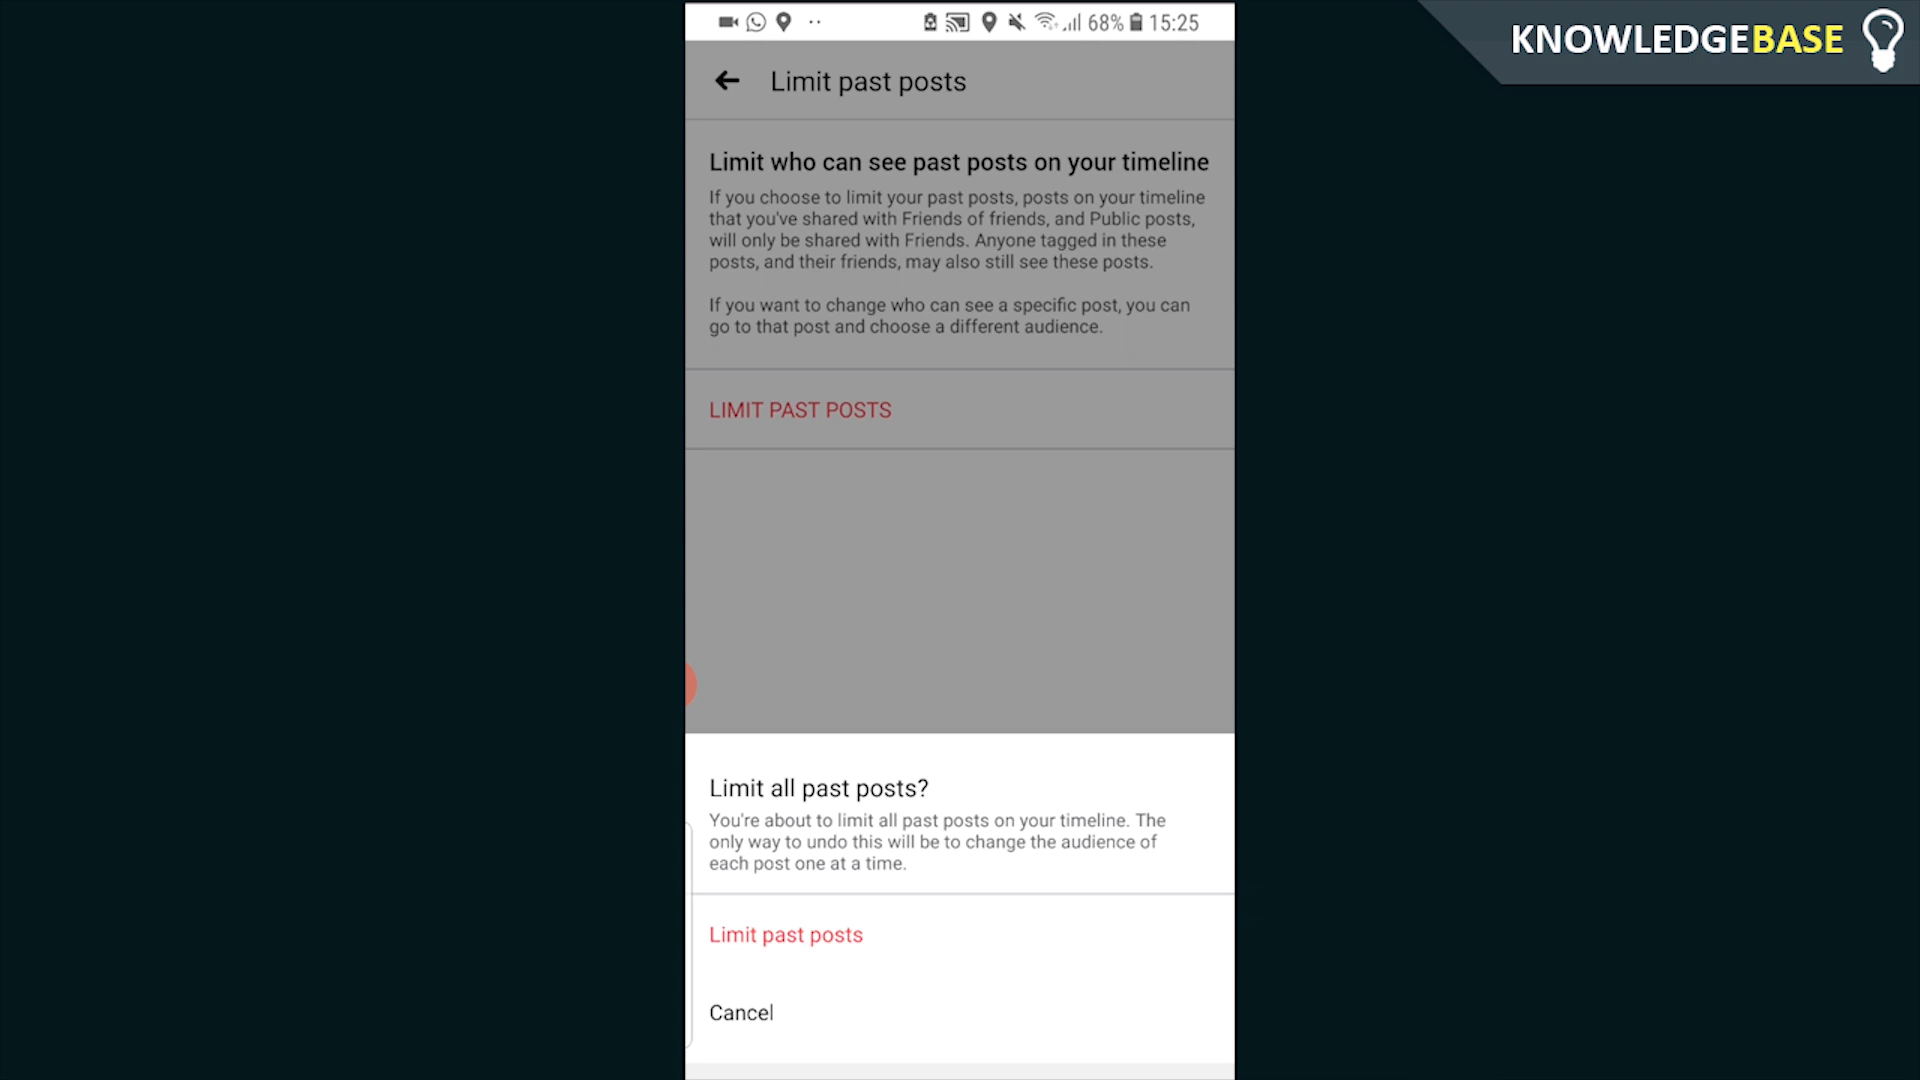 KNOWLEDGEBASE
68% 15:25
Limit past posts
Limit who can see past posts on your timeline
If you choose to limit your past posts, posts on your timeline
that you've shared with Friends of friends, and Public posts,
will only be shared with Friends. Anyone tagged in these
posts, and their friends, may also still see these posts.
If you want to change who can see a specific post, you can
go to that post and choose a different audience.
LIMIT PAST POSTS
Limit all past posts?
You're about to limit all past posts on your timeline. The
only way to undo this will be to change the audience of
each post one at a time.
Limit past posts
Cancel